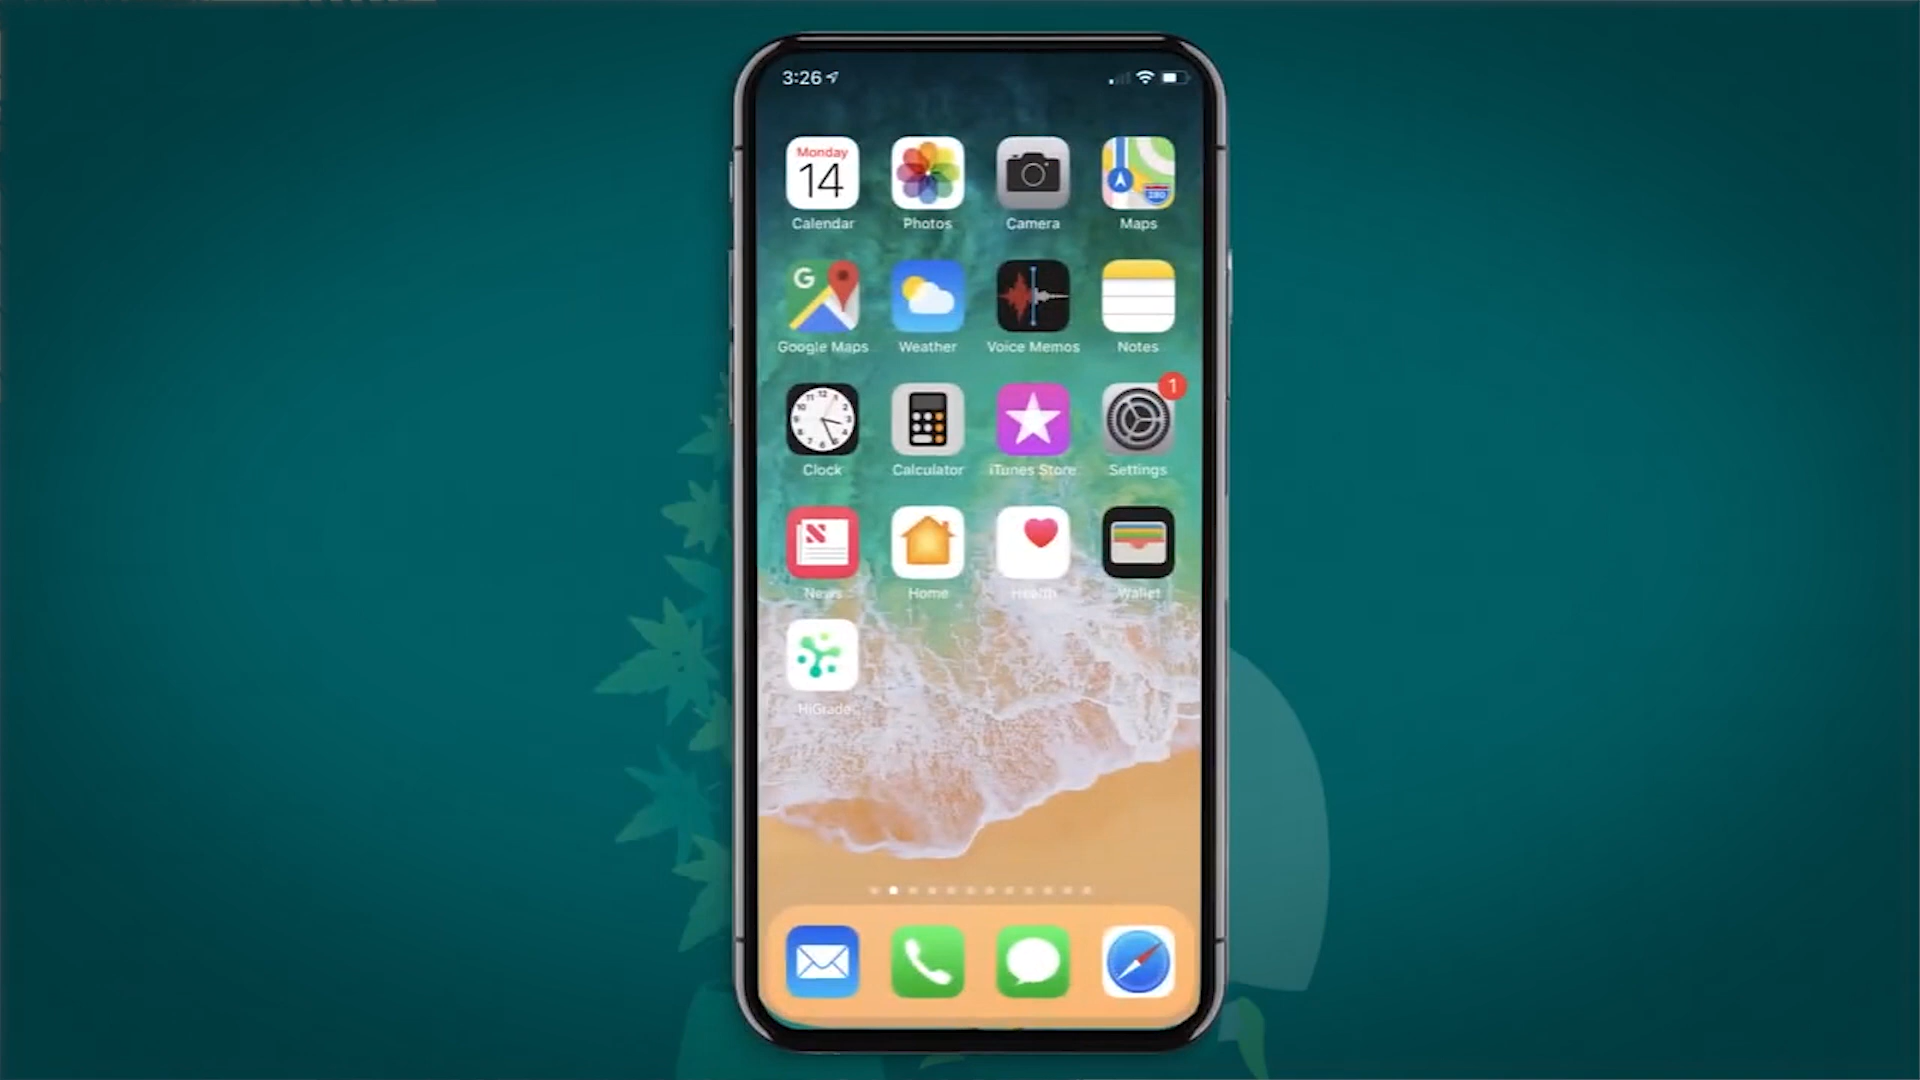 3:26
Monday
14
Calendar
Photos
Camera
280
Maps
G
Google Maps
Weather
Voice Memos
Notes
1
Clock
Calculator
iTunes Store
Settings
News
Home
Health
Wallet
HiGrade